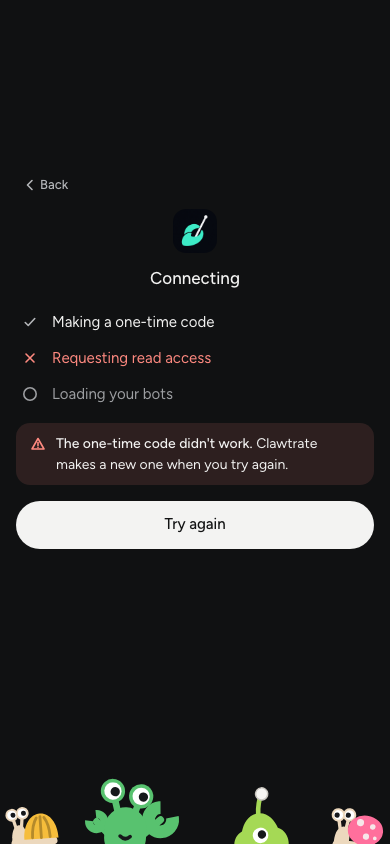 Back
Connecting
Making a one-time code
Requesting read access
Loading your bots
The one-time code didn't work. Clawtrate
makes a new one when you try again.
Try again